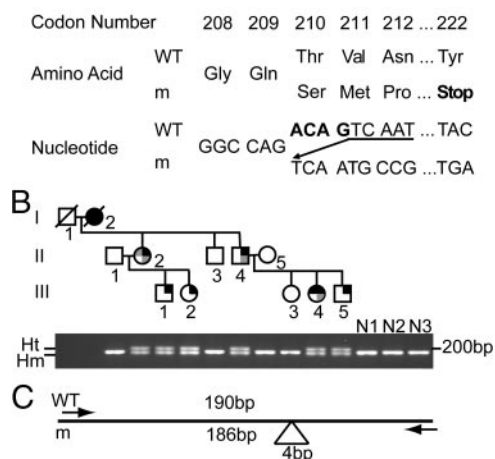 Codon Number 208 209 210 211 212 ... 222
Amino Acid WT Gly Gln Thr Val Asn ... Tyr
m Ser Met Pro ... Stop
Nucleotide WT GGC CAG ACA GTC AAT ... TAC
m TCA ATG CCG ... TGA
B
I 1 2
II 1 2 3 4 5
III 1 2 3 4 5
N1 N2 N3
Ht 200bp
Hm
C
WT 190bp
m 186bp 4bp